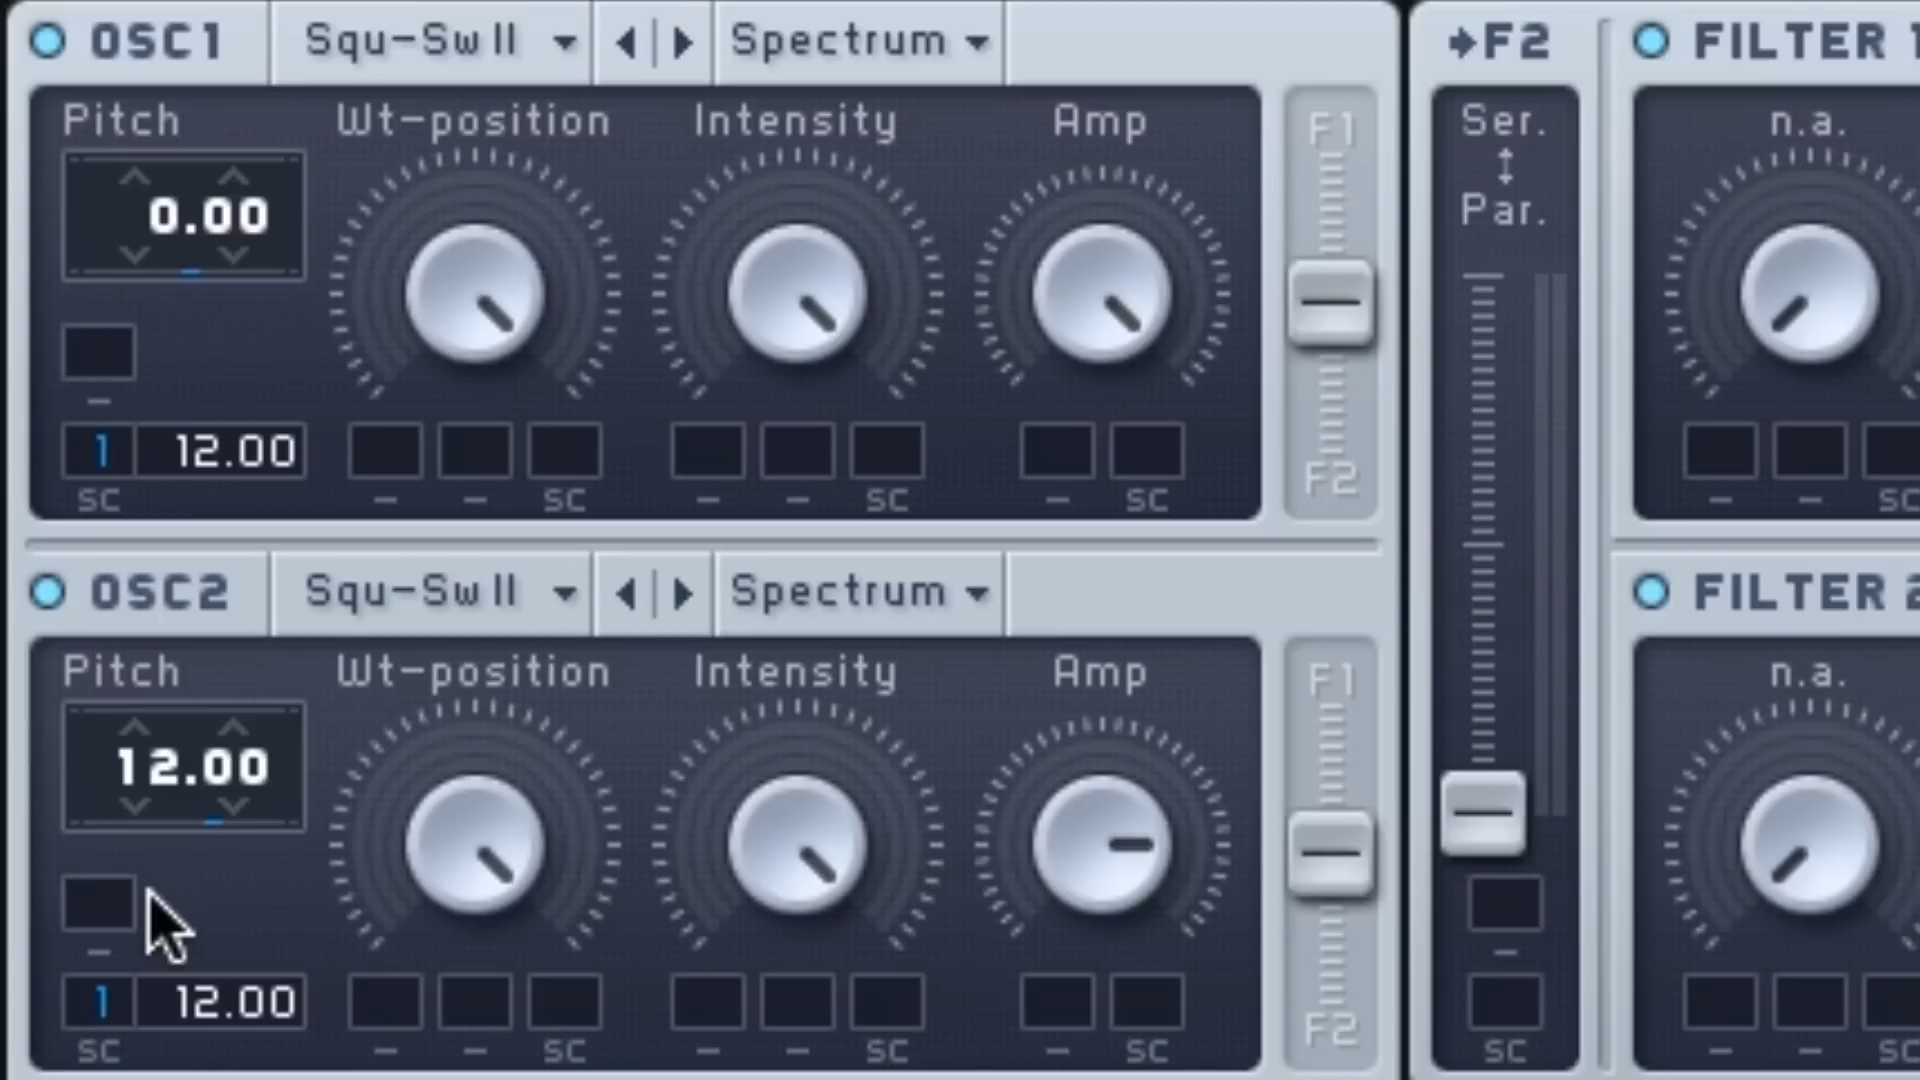 OSC1 Squ-Sw II Spectrum
Pitch Wt-position Intensity Amp F1
0.00
1 12.00 F2
SC - - SC - - SC - SC
OSC2 Squ-Sw II Spectrum
Pitch Wt-position Intensity Amp F1
12.00
1 12.00 F2
SC - - SC - - SC - SC
F2
Ser.
Par.
SC
FILTER 1
n.a.
- - SC
FILTER 2
n.a.
- - SC